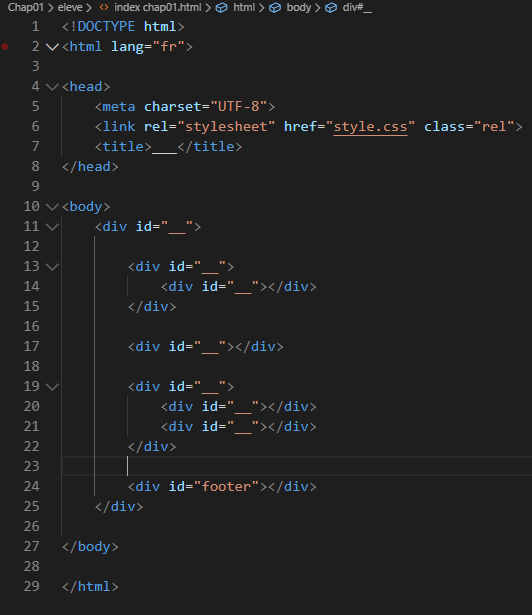 Chap01 > eleve > <> index chap01.html > html > body > div#__
1 <!DOCTYPE html>
2 <html lang="fr">
3
4 <head>
5 <meta charset="UTF-8">
6 <link rel="stylesheet" href="style.css" class="rel">
7 <title>___</title>
8 </head>
9
10 <body>
11 <div id="__">
12
13 <div id="__">
14 <div id="__"></div>
15 </div>
16
17 <div id="__"></div>
18
19 <div id="__">
20 <div id="__"></div>
21 <div id="__"></div>
22 </div>
23
24 <div id="footer"></div>
25 </div>
26
27 </body>
28
29 </html>